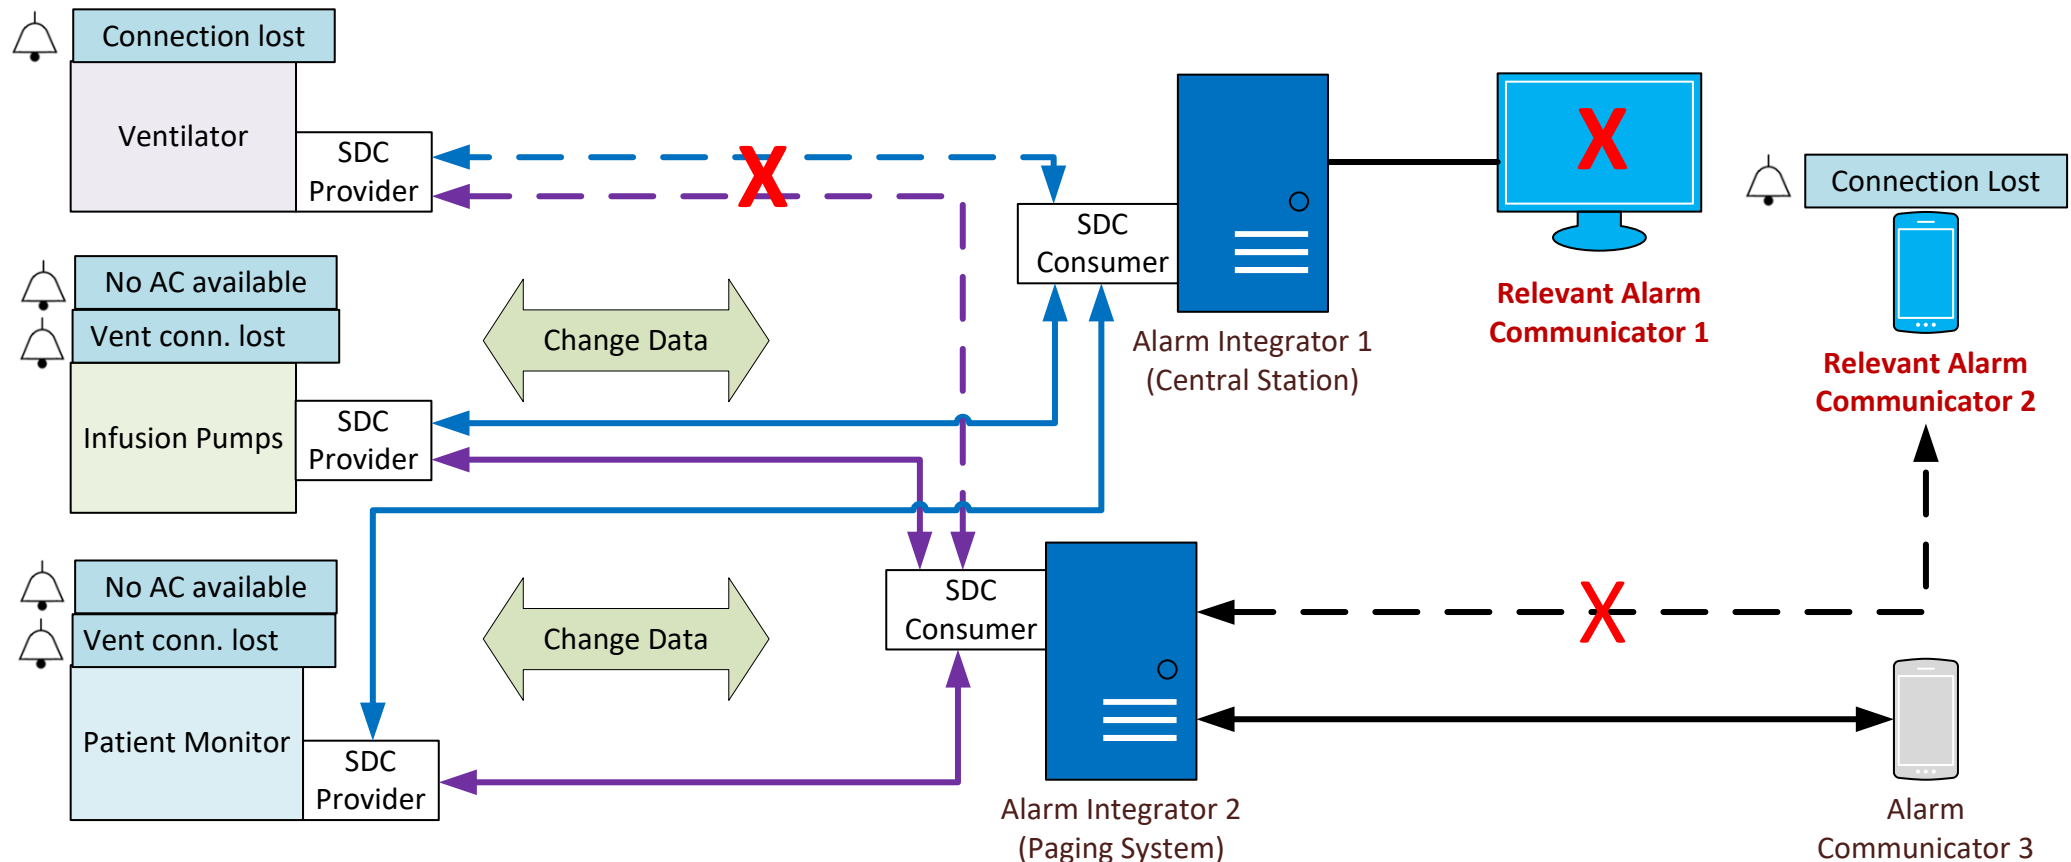 Connection lost
Ventilator
SDC
Provider
X
SDC
Consumer
Alarm Integrator 1
(Central Station)
X
Relevant Alarm
Communicator 1
Connection Lost
Relevant Alarm
Communicator 2
No AC available
Vent conn. lost
Infusion Pumps
SDC
Provider
Change Data
No AC available
Vent conn. lost
Patient Monitor
SDC
Provider
Change Data
SDC
Consumer
Alarm Integrator 2
(Paging System)
X
Alarm
Communicator 3